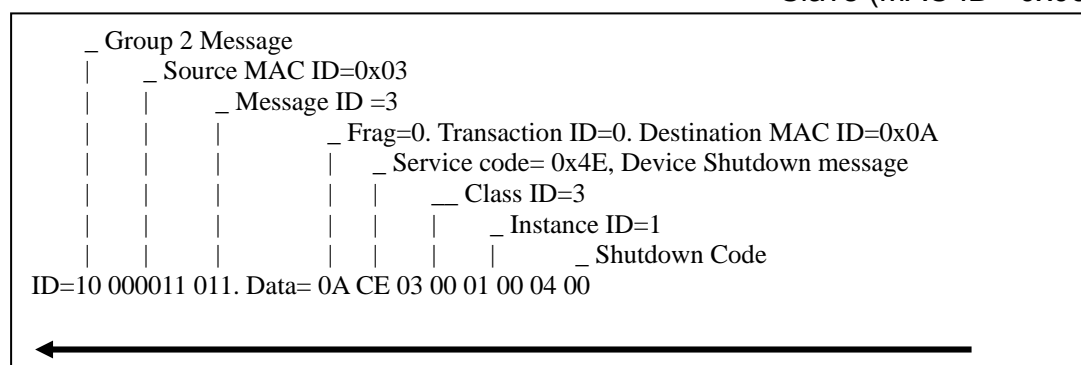 _ Group 2 Message
| _ Source MAC ID=0x03
| | _ Message ID =3
| | | _ Frag=0. Transaction ID=0. Destination MAC ID=0x0A
| | | | _ Service code= 0x4E, Device Shutdown message
| | | | | __ Class ID=3
| | | | | | _ Instance ID=1
| | | | | | | _ Shutdown Code
ID=10 000011 011. Data= 0A CE 03 00 01 00 04 00